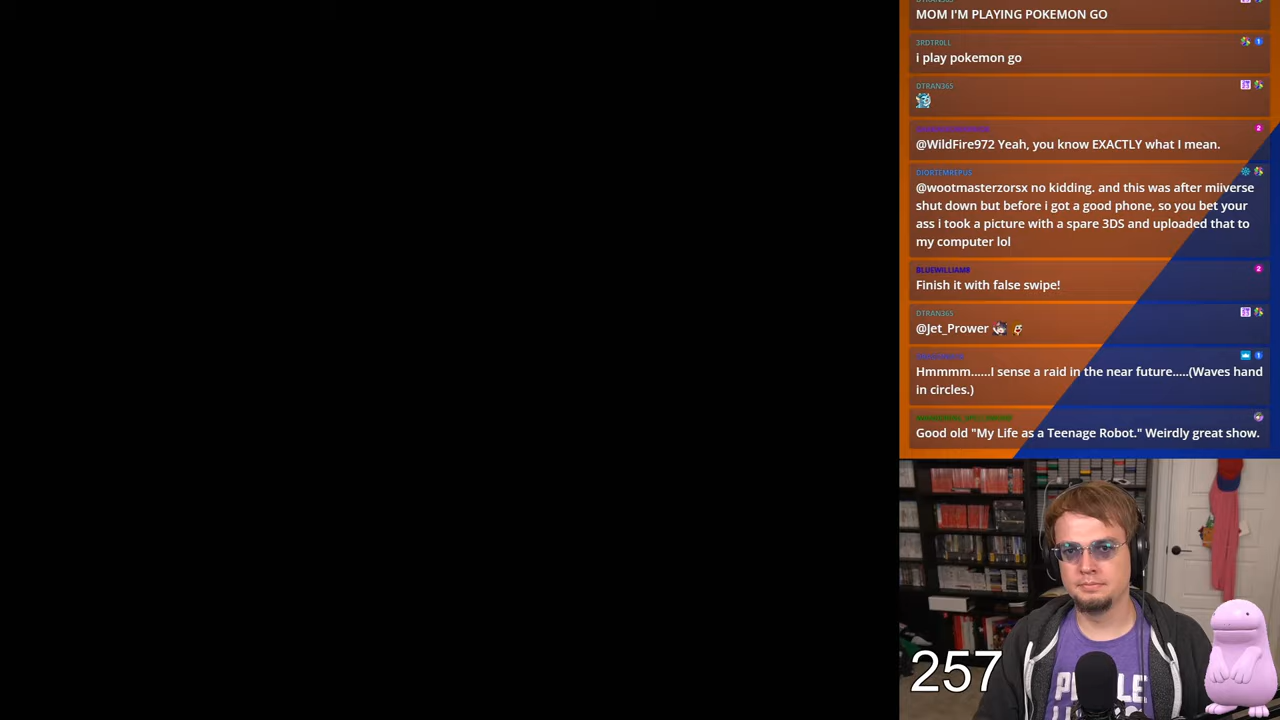 MOM I'M PLAYING POKEMON GO
3RDTR0LL
i play pokemon go
DTRAN365
@WildFire972 Yeah, you know EXACTLY what I mean.
DIORTEMREPUS
@wootmasterzorsx no kidding. and this was after miiverse
shut down but before i got a good phone, so you bet your
ass i took a picture with a spare 3DS and uploaded that to
my computer lol
BLUEWILLIAM8
Finish it with false swipe!
DTRAN365
@Jet_Prower
Hmmmm......I sense a raid in the near future.....(Waves hand
in circles.)
Good old "My Life as a Teenage Robot." Weirdly great show.
257